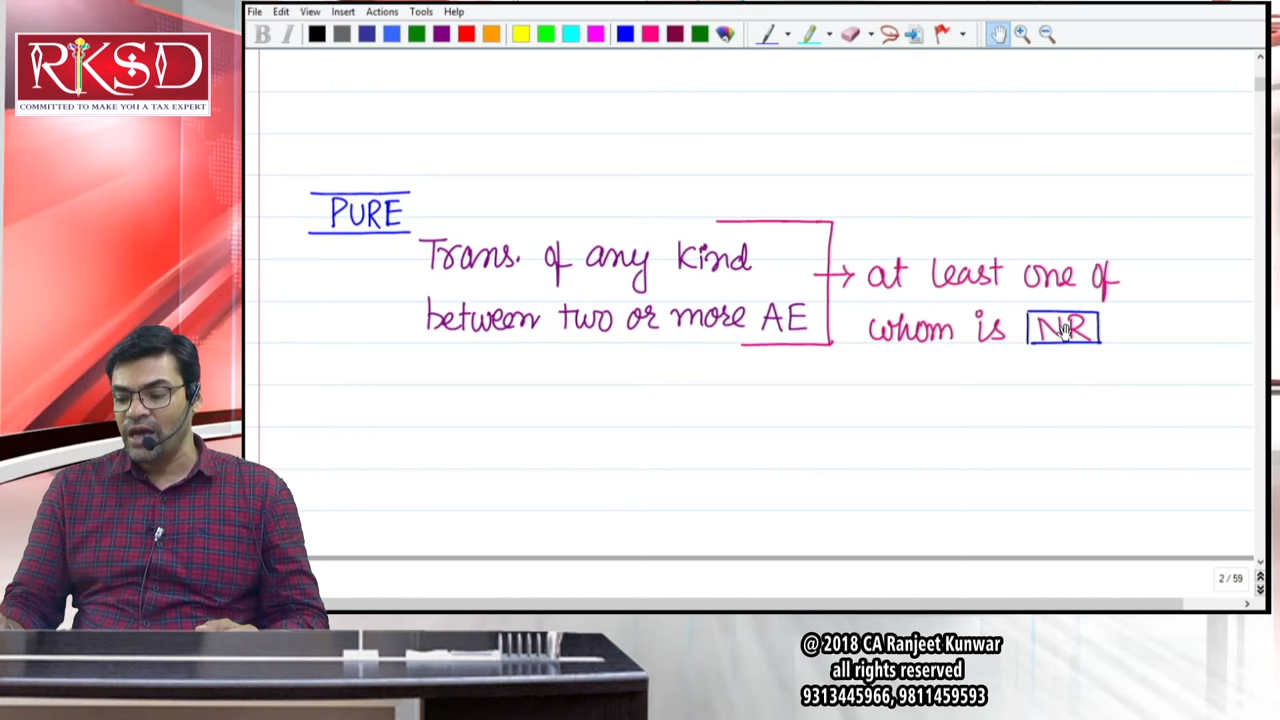 RKSD
COMMITTED TO MAKE YOU A TAX EXPERT
File Edit View Insert Actions Tools Help
B I
PURE
Trans. of any kind
between two or more AE
at least one of
whom is NR
2 / 59
@ 2018 CA Ranjeet Kunwar
all rights reserved
9313445966, 9811459593